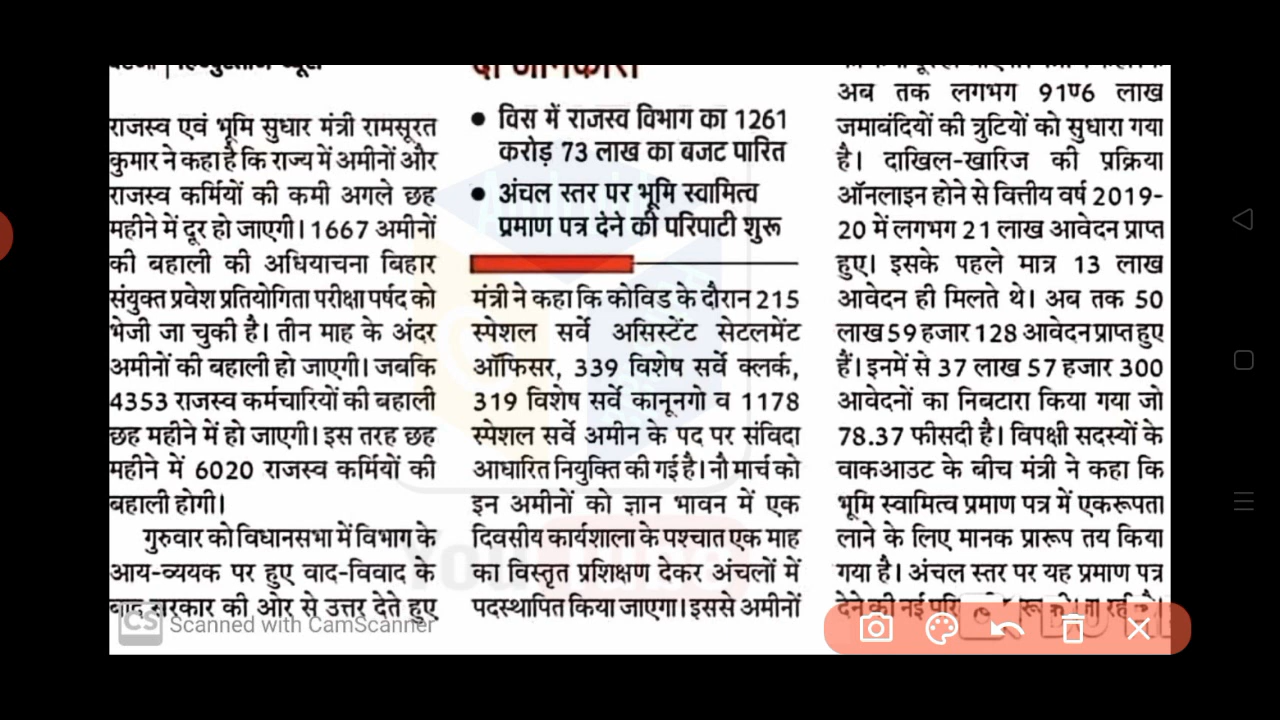 राजस्व एवं भूमि सुधार मंत्री रामसूरत
कुमार ने कहा है कि राज्य में अमीनों और
राजस्व कर्मियों की कमी अगले छह
महीने में दूर हो जाएगी। 1667 अमीनों
की बहाली की अधियाचना बिहार
संयुक्त प्रवेश प्रतियोगिता परीक्षा पर्षद को
भेजी जा चुकी है। तीन माह के अंदर
अमीनों की बहाली हो जाएगी। जबकि
4353 राजस्व कर्मचारियों की बहाली
छह महीने में हो जाएगी। इस तरह छह
महीने में 6020 राजस्व कर्मियों की
बहाली होगी।
गुरुवार को विधानसभा में विभाग के
आय-व्ययक पर हुए वाद-विवाद के
बाद सरकार की ओर से उत्तर देते हुए
CS Scanned with CamScanner
● विस में राजस्व विभाग का 1261
करोड़ 73 लाख का बजट पारित
● अंचल स्तर पर भूमि स्वामित्व
प्रमाण पत्र देने की परिपाटी शुरू
मंत्री ने कहा कि कोविड के दौरान 215
स्पेशल सर्वे असिस्टेंट सेटलमेंट
ऑफिसर, 339 विशेष सर्वे क्लर्क,
319 विशेष सर्वे कानूनगो व 1178
स्पेशल सर्वे अमीन के पद पर संविदा
आधारित नियुक्ति की गई है। नौ मार्च को
इन अमीनों को ज्ञान भवन में एक
दिवसीय कार्यशाला के पश्चात एक माह
का विस्तृत प्रशिक्षण देकर अंचलों में
पदस्थापित किया जाएगा। इससे अमीनों
अब तक लगभग 91ण6 लाख
जमाबंदियों की त्रुटियों को सुधारा गया
है। दाखिल-खारिज की प्रक्रिया
ऑनलाइन होने से वित्तीय वर्ष 2019-
20 में लगभग 21 लाख आवेदन प्राप्त
हुए। इसके पहले मात्र 13 लाख
आवेदन ही मिलते थे। अब तक 50
लाख 59 हजार 128 आवेदन प्राप्त हुए
हैं। इनमें से 37 लाख 57 हजार 300
आवेदनों का निबटारा किया गया जो
78.37 फीसदी है। विपक्षी सदस्यों के
वाकआउट के बीच मंत्री ने कहा कि
भूमि स्वामित्व प्रमाण पत्र में एकरूपता
लाने के लिए मानक प्रारूप तय किया
गया है। अंचल स्तर पर यह प्रमाण पत्र
देने की नई